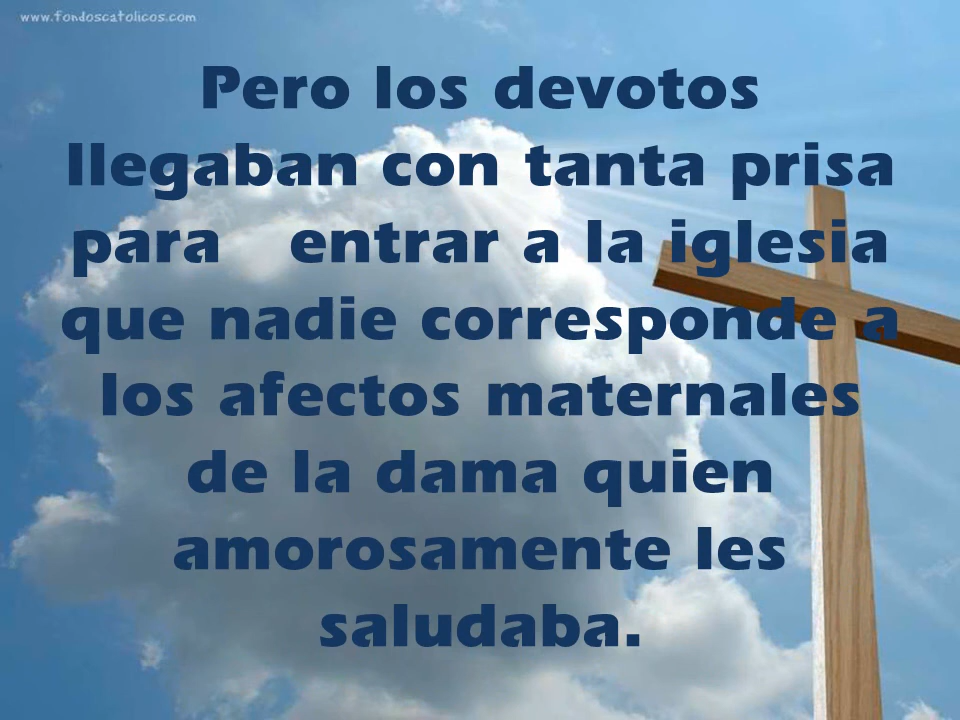 www.fondoscatolicos.com
Pero los devotos
llegaban con tanta prisa
para entrar a la iglesia
que nadie corresponde a
los afectos maternales
de la dama quien
amorosamente les
saludaba.